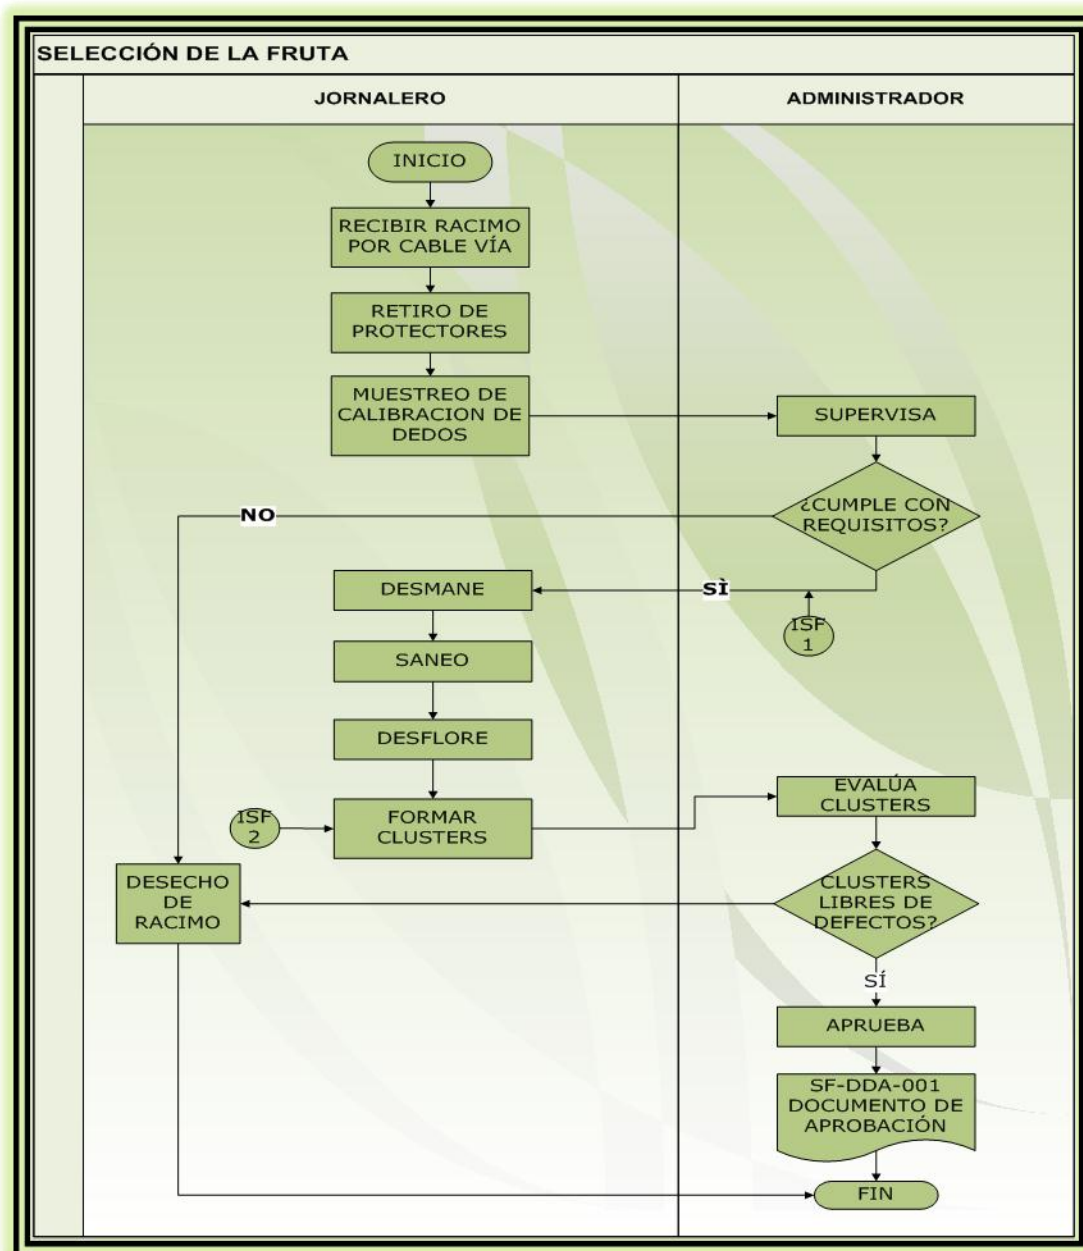 SELECCIÓN DE LA FRUTA
JORNALERO
ADMINISTRADOR
INICIO
RECIBIR RACIMO
POR CABLE VÍA
RETIRO DE
PROTECTORES
MUESTREO DE
CALIBRACION DE
DEDOS
SUPERVISA
¿CUMPLE CON
REQUISITOS?
NO
DESMANE
SÌ
ISF
1
SANEO
DESFLORE
EVALÚA
CLUSTERS
ISF
2
FORMAR
CLUSTERS
DESECHO
DE
RACIMO
CLUSTERS
LIBRES DE
DEFECTOS?
SÍ
APRUEBA
SF-DDA-001
DOCUMENTO DE
APROBACIÓN
FIN